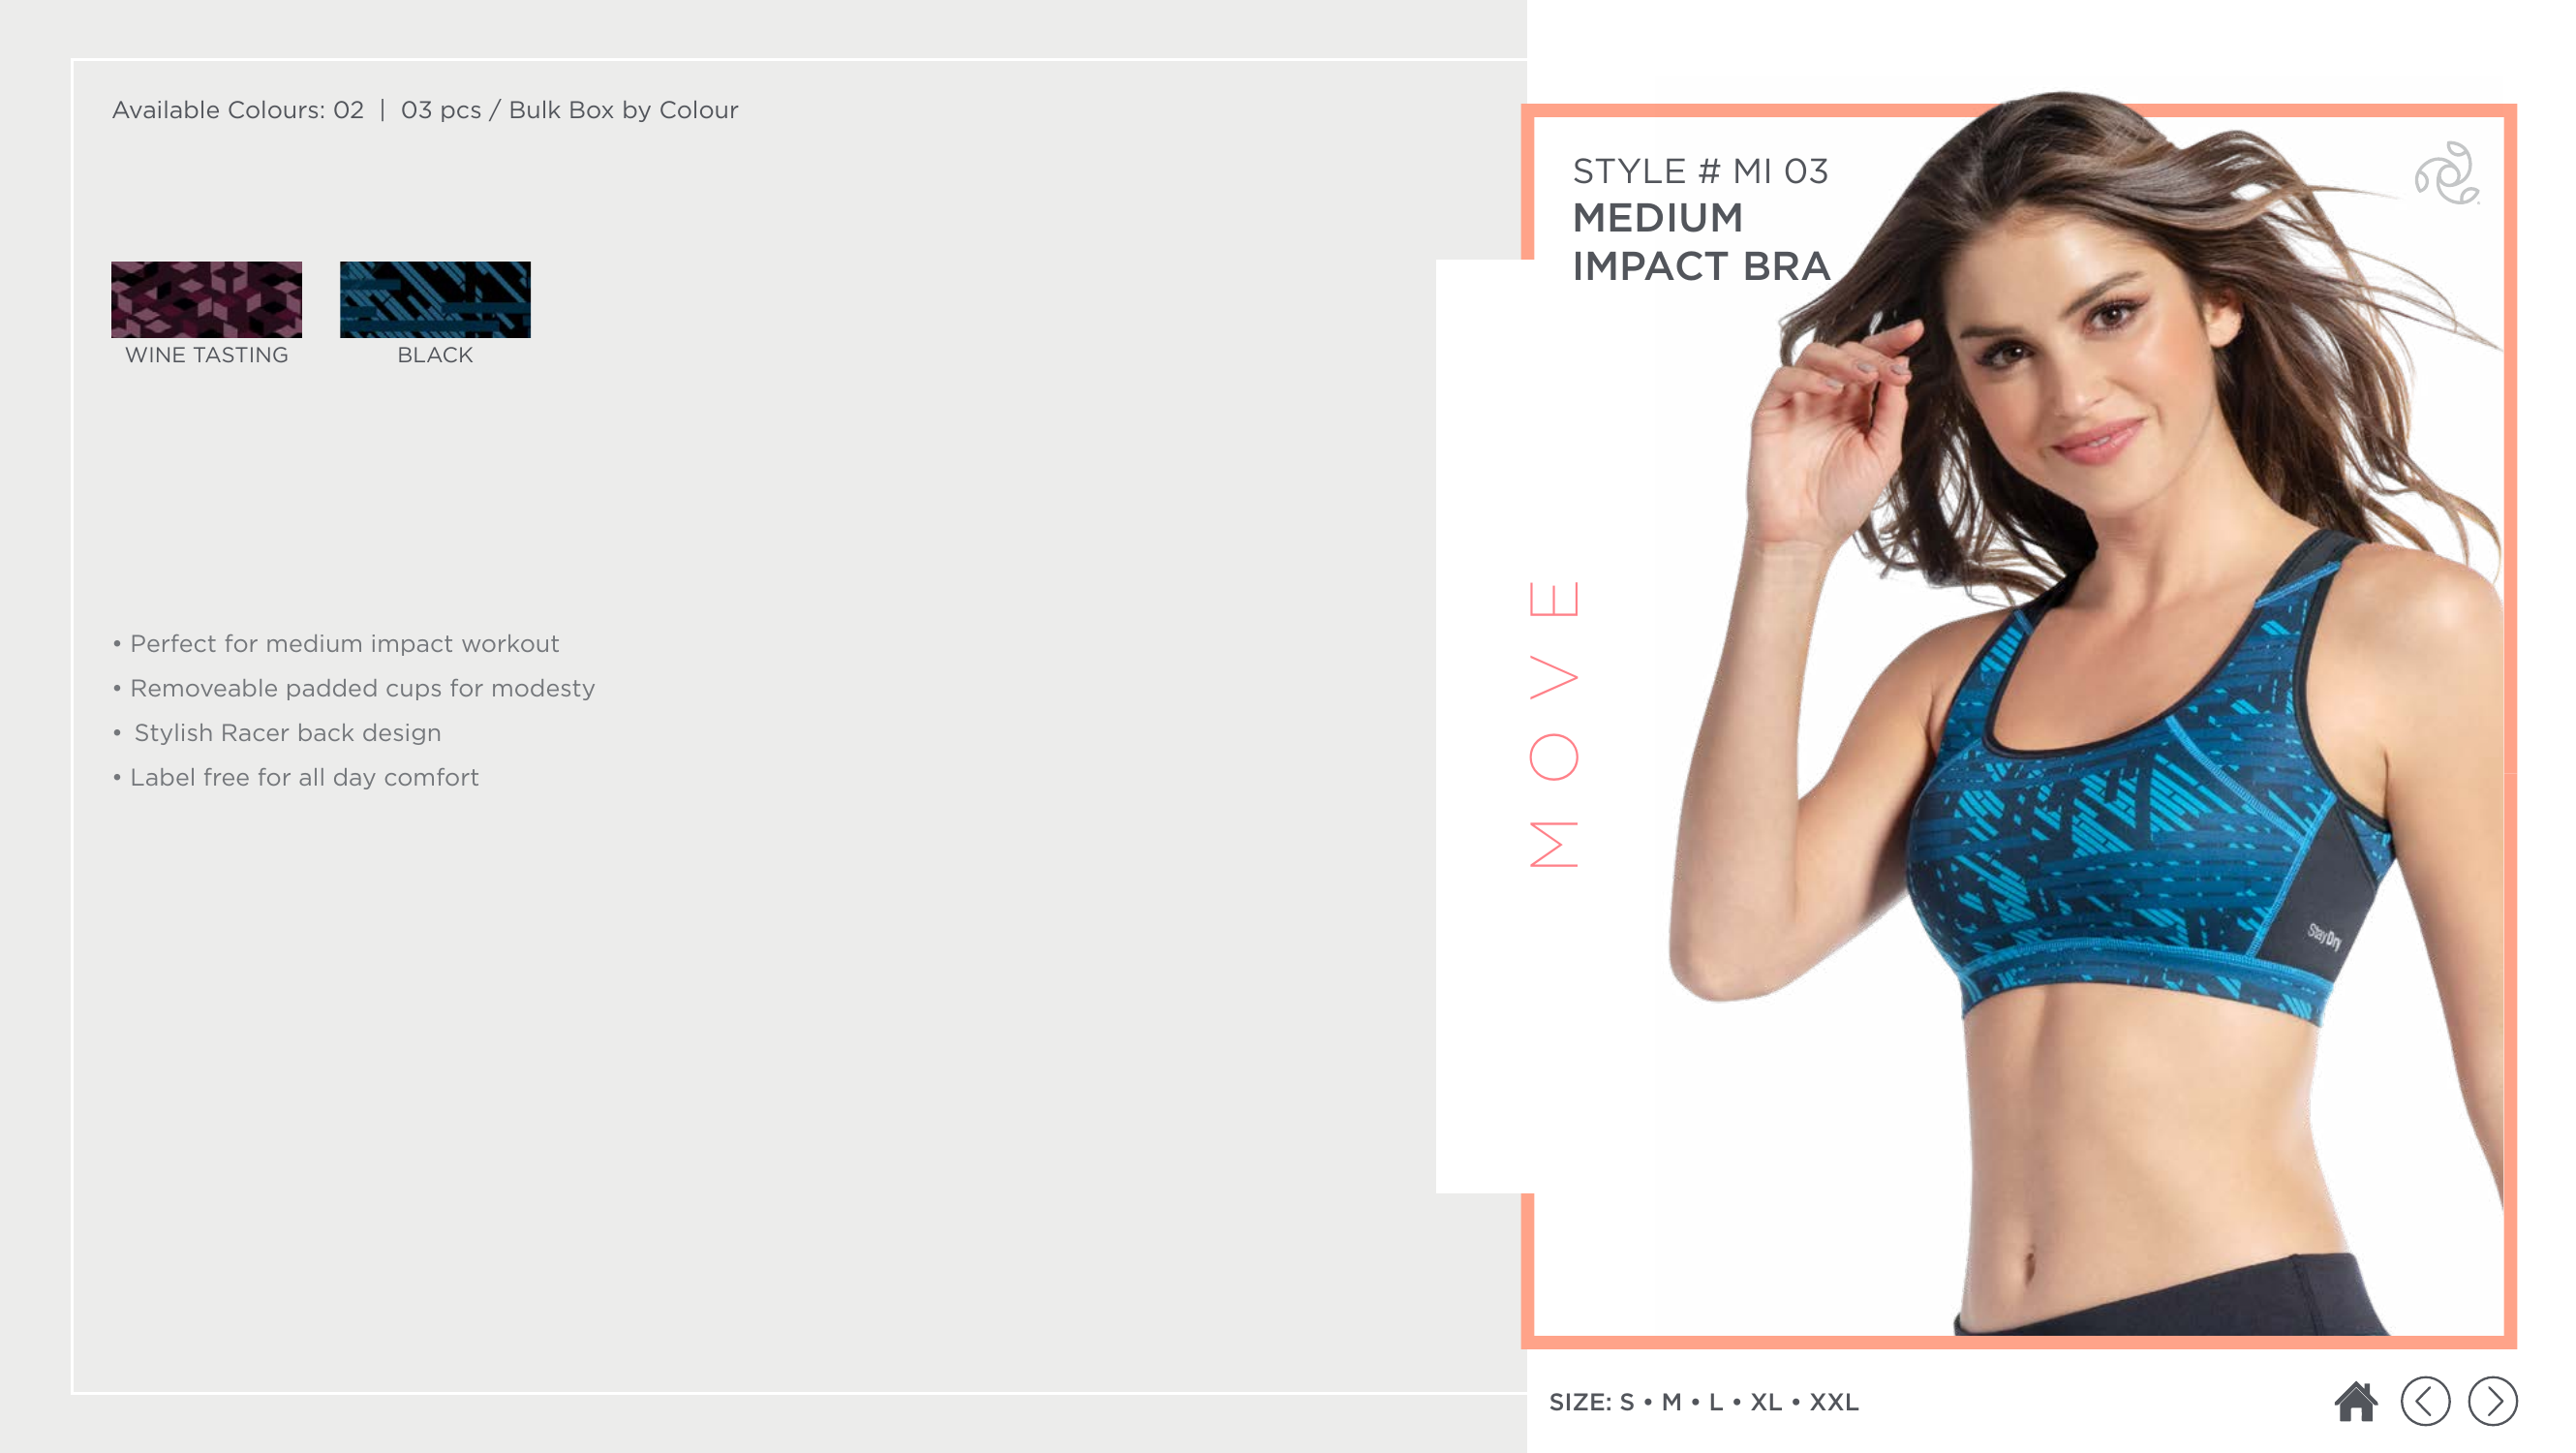 Available Colours: 02 | 03 pcs / Bulk Box by Colour
WINE TASTING
BLACK
• Perfect for medium impact workout
• Removeable padded cups for modesty
• Stylish Racer back design
• Label free for all day comfort
STYLE # MI 03
MEDIUM
IMPACT BRA
MOVE
StayDry
SIZE: S • M • L • XL • XXL